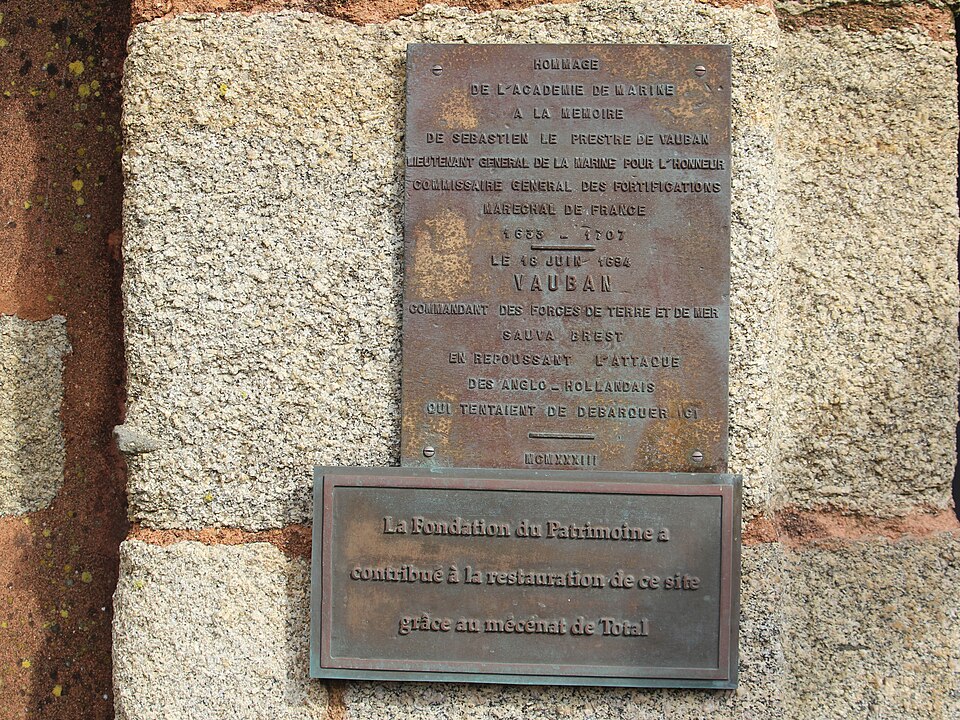 HOMMAGE
DE L'ACADEMIE DE MARINE
A LA MEMOIRE
DE SEBASTIEN LE PRESTRE DE VAUBAN
LIEUTENANT GENERAL DE LA MARINE POUR L'HONNEUR
COMMISSAIRE GENERAL DES FORTIFICATIONS
MARECHAL DE FRANCE
1633 - 1707
LE 18 JUIN 1694
VAUBAN
COMMANDANT DES FORCES DE TERRE ET DE MER
SAUVA BREST
EN REPOUSSANT L'ATTAQUE
DES ANGLO-HOLLANDAIS
QUI TENTAIENT DE DEBARQUER ICI
MCMXXXIII
La Fondation du Patrimoine a
contribué à la restauration de ce site
grâce au mécénat de Total